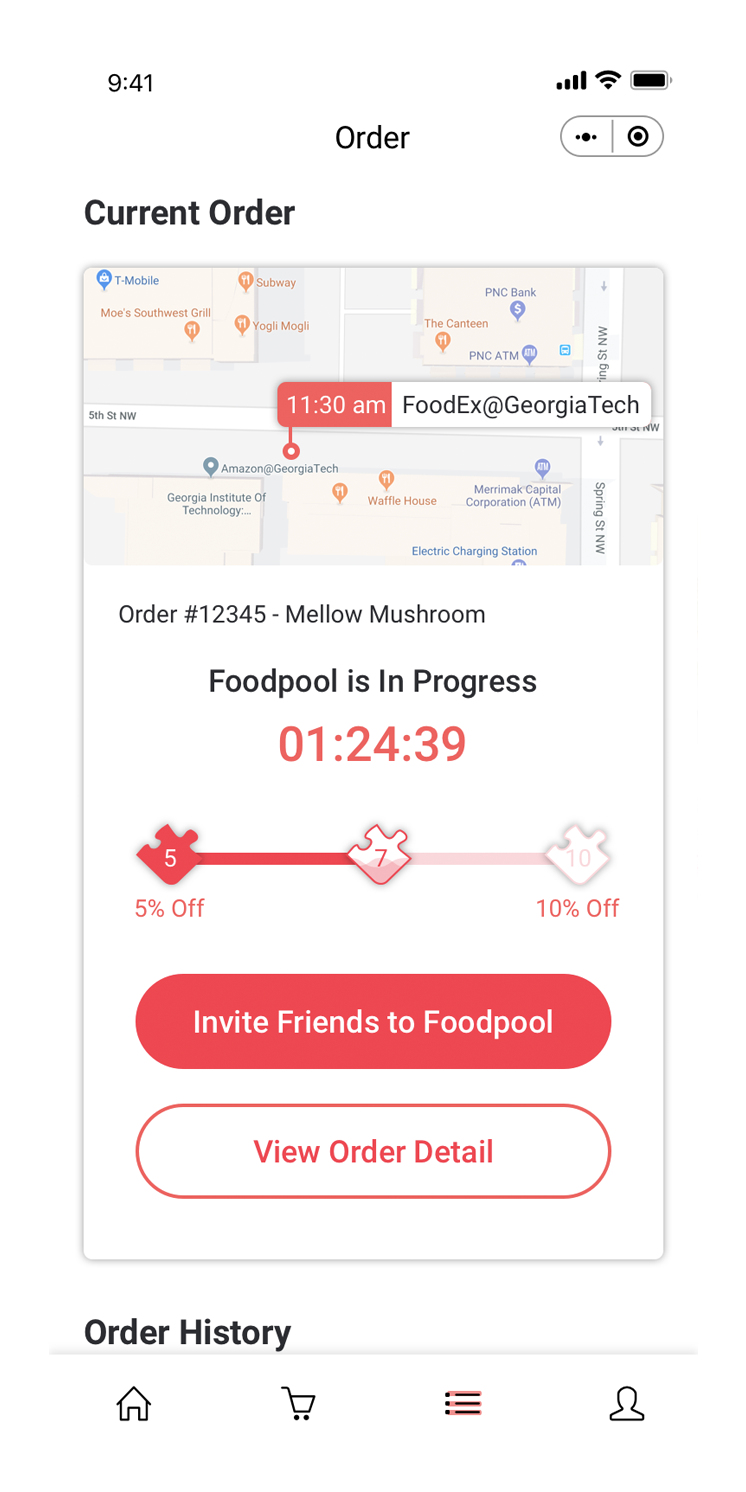 9:41
Order
Current Order
T-Mobile
Subway
Moe's Southwest Grill
Yogli Mogli
PNC Bank
The Canteen
PNC ATM
ATM
ring St NW
11:30 am
FoodEx@GeorgiaTech
5th St NW
5th St NW
Amazon@GeorgiaTech
Georgia Institute Of
Technology:...
Waffle House
ATM
Merrimak Capital
Corporation (ATM)
Spring St NW
Electric Charging Station
Order #12345 - Mellow Mushroom
Foodpool is In Progress
01:24:39
5
7
10
5% Off
10% Off
Invite Friends to Foodpool
View Order Detail
Order History